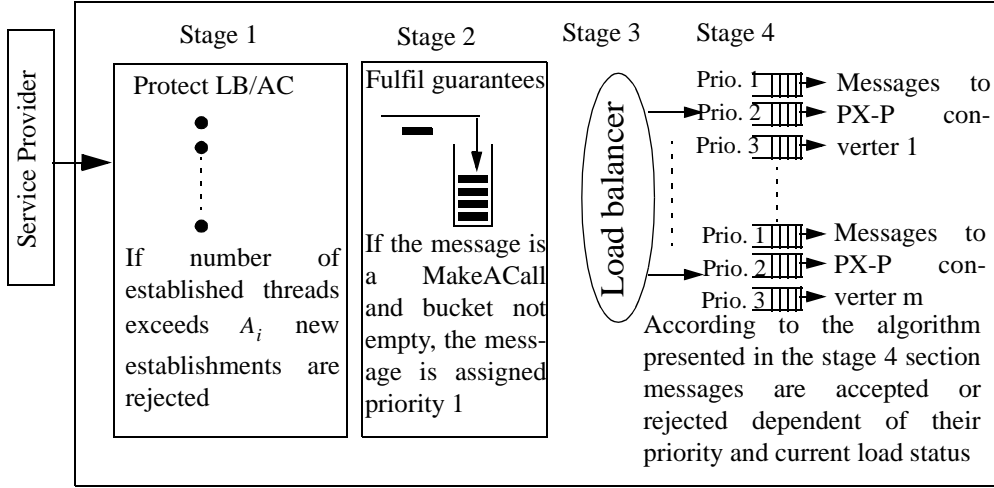 Service Provider
Stage 1
Protect LB/AC
If number of
established threads
exceeds A_i new
establishments are
rejected
Stage 2
Fulfil guarantees
If the message is
a MakeACall
and bucket not
empty, the mes-
sage is assigned
priority 1
Stage 3
Load balancer
Stage 4
Prio. 1
Prio. 2
Prio. 3
Messages to
PX-P con-
verter 1
Prio. 1
Prio. 2
Prio. 3
Messages to
PX-P con-
verter m
According to the algorithm
presented in the stage 4 section
messages are accepted or
rejected dependent of their
priority and current load status